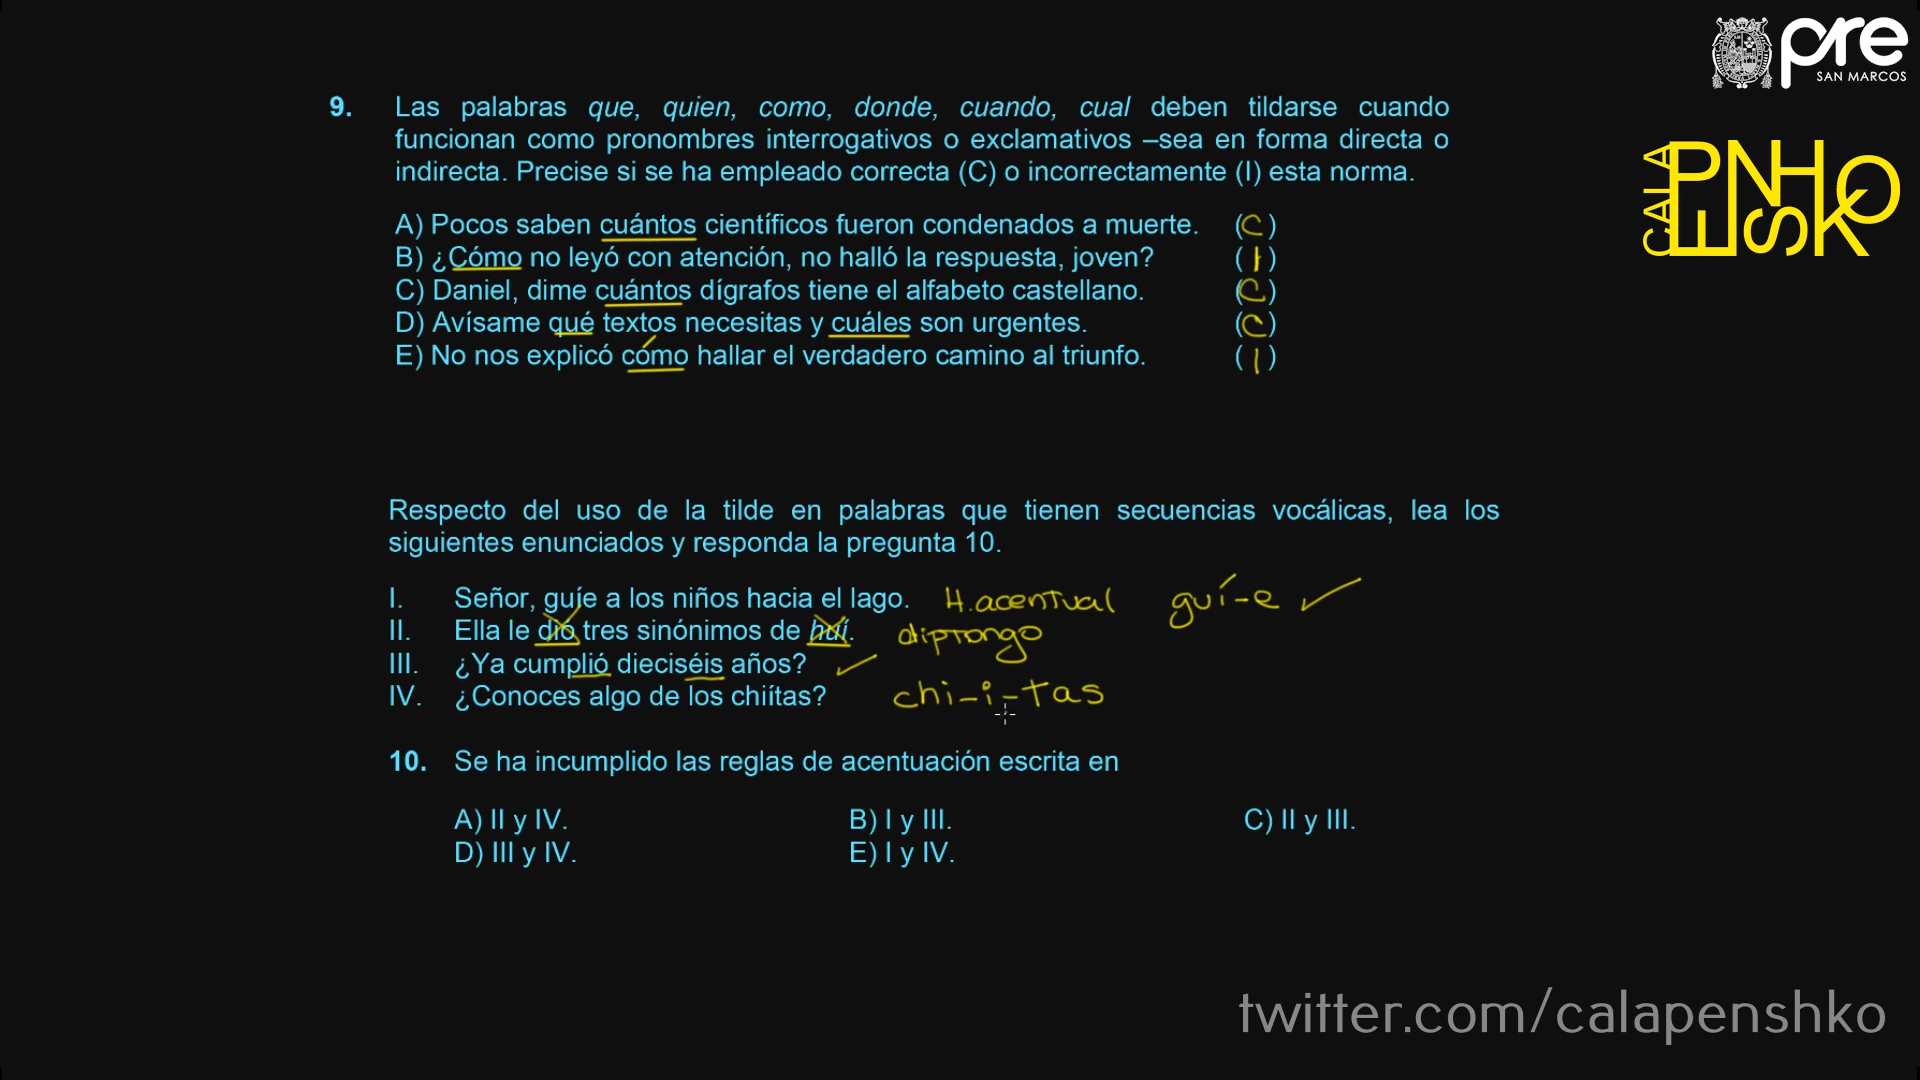 pre
SAN MARCOS
CALA
PENSHKO
9. Las palabras que, quien, como, donde, cuando, cual deben tildarse cuando
funcionan como pronombres interrogativos o exclamativos –sea en forma directa o
indirecta. Precise si se ha empleado correcta (C) o incorrectamente (I) esta norma.
A) Pocos saben cuántos científicos fueron condenados a muerte. (C)
B) ¿Cómo no leyó con atención, no halló la respuesta, joven? (I)
C) Daniel, dime cuántos dígrafos tiene el alfabeto castellano. (C)
D) Avísame qué textos necesitas y cuáles son urgentes. (C)
E) No nos explicó cómo hallar el verdadero camino al triunfo. (I)
Respecto del uso de la tilde en palabras que tienen secuencias vocálicas, lea los
siguientes enunciados y responda la pregunta 10.
I. Señor, guíe a los niños hacia el lago. H. acentual guí-e
II. Ella le dió tres sinónimos de huí. diptongo
III. ¿Ya cumplió dieciséis años?
IV. ¿Conoces algo de los chiítas? chi-i-tas
10. Se ha incumplido las reglas de acentuación escrita en
A) II y IV. B) I y III. C) II y III.
D) III y IV. E) I y IV.
twitter.com/calapenshko